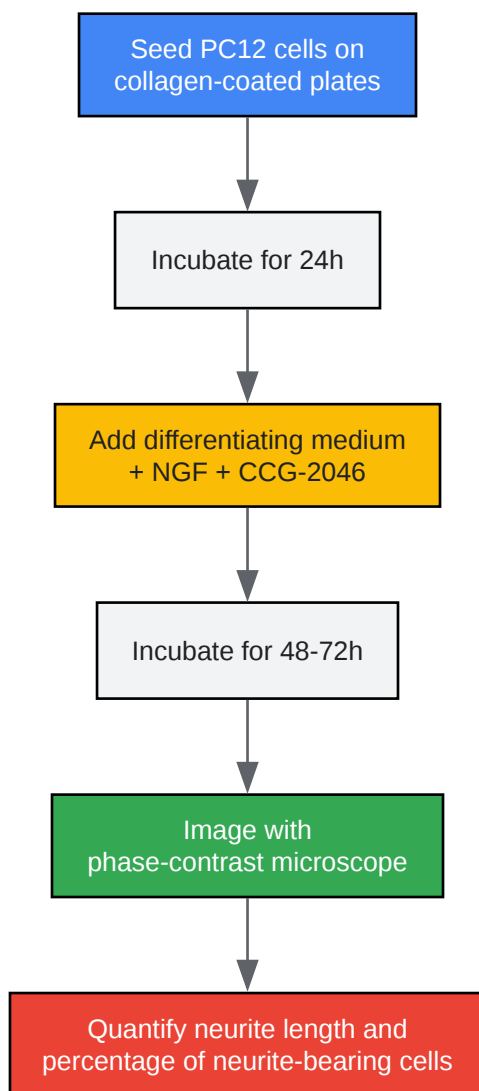 Seed PC12 cells on
collagen-coated plates
Incubate for 24h
Add differentiating medium
+ NGF + CCG-2046
Incubate for 48-72h
Image with
phase-contrast microscope
Quantify neurite length and
percentage of neurite-bearing cells